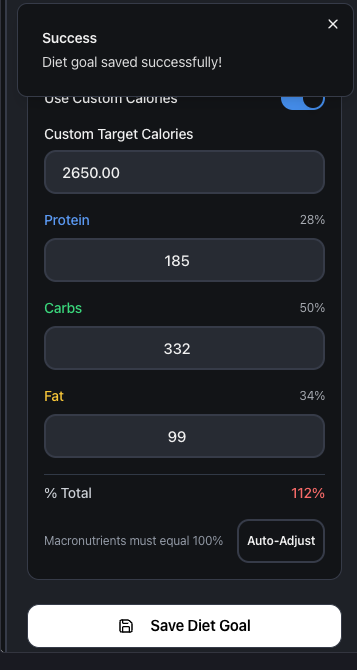 Success
Diet goal saved successfully!
Use Custom Calories
Custom Target Calories
2650.00
Protein 28%
185
Carbs 50%
332
Fat 34%
99
% Total 112%
Macronutrients must equal 100% Auto-Adjust
Save Diet Goal